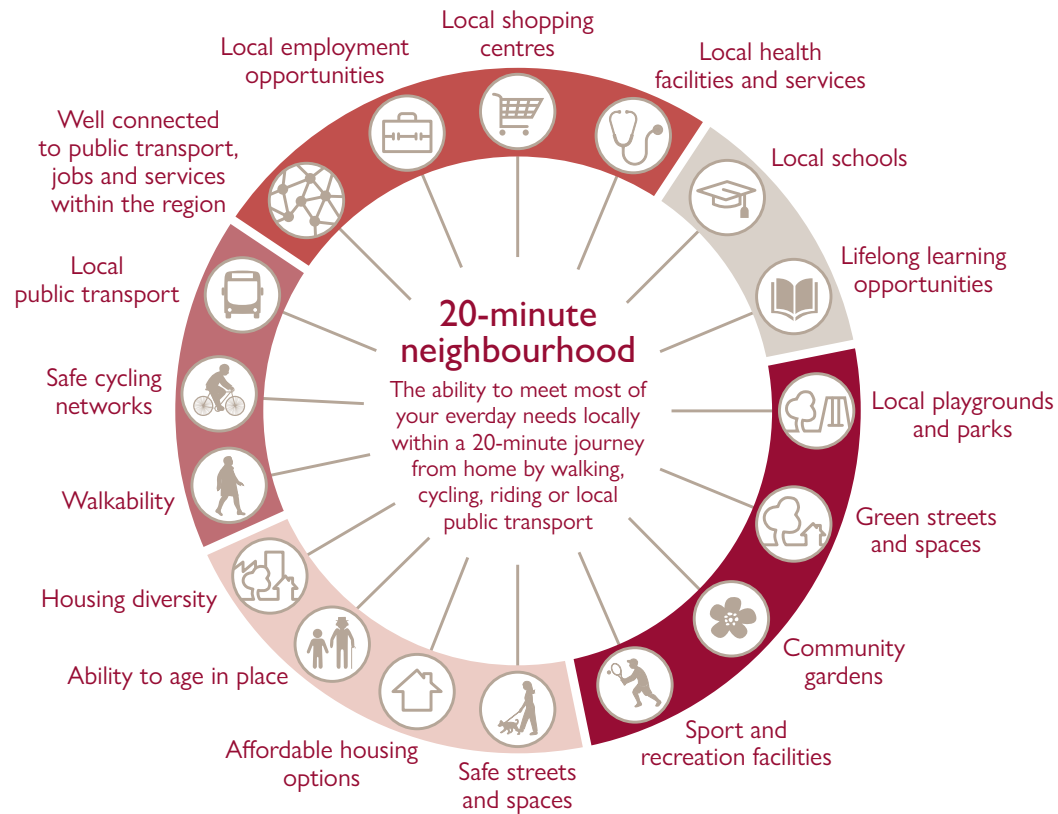 Local shopping
centres
Local health
facilities and services
Local schools
Lifelong learning
opportunities
Local playgrounds
and parks
Green streets
and spaces
Community
gardens
Sport and
recreation facilities
Safe streets
and spaces
Affordable housing
options
Ability to age in place
Housing diversity
Walkability
Safe cycling
networks
Local
public transport
Well connected
to public transport,
jobs and services
within the region
Local employment
opportunities
20-minute
neighbourhood
The ability to meet most of
your everday needs locally
within a 20-minute journey
from home by walking,
cycling, riding or local
public transport